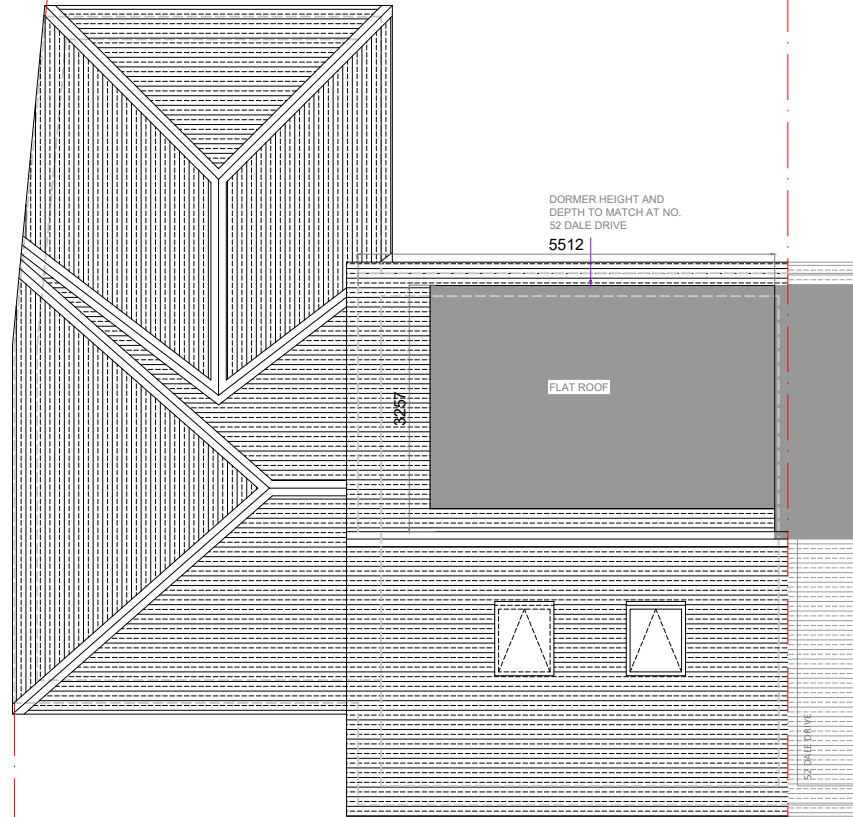 DORMER HEIGHT AND
DEPTH TO MATCH AT NO.
52 DALE DRIVE
5512
3257
FLAT ROOF
52 DALE DRIVE